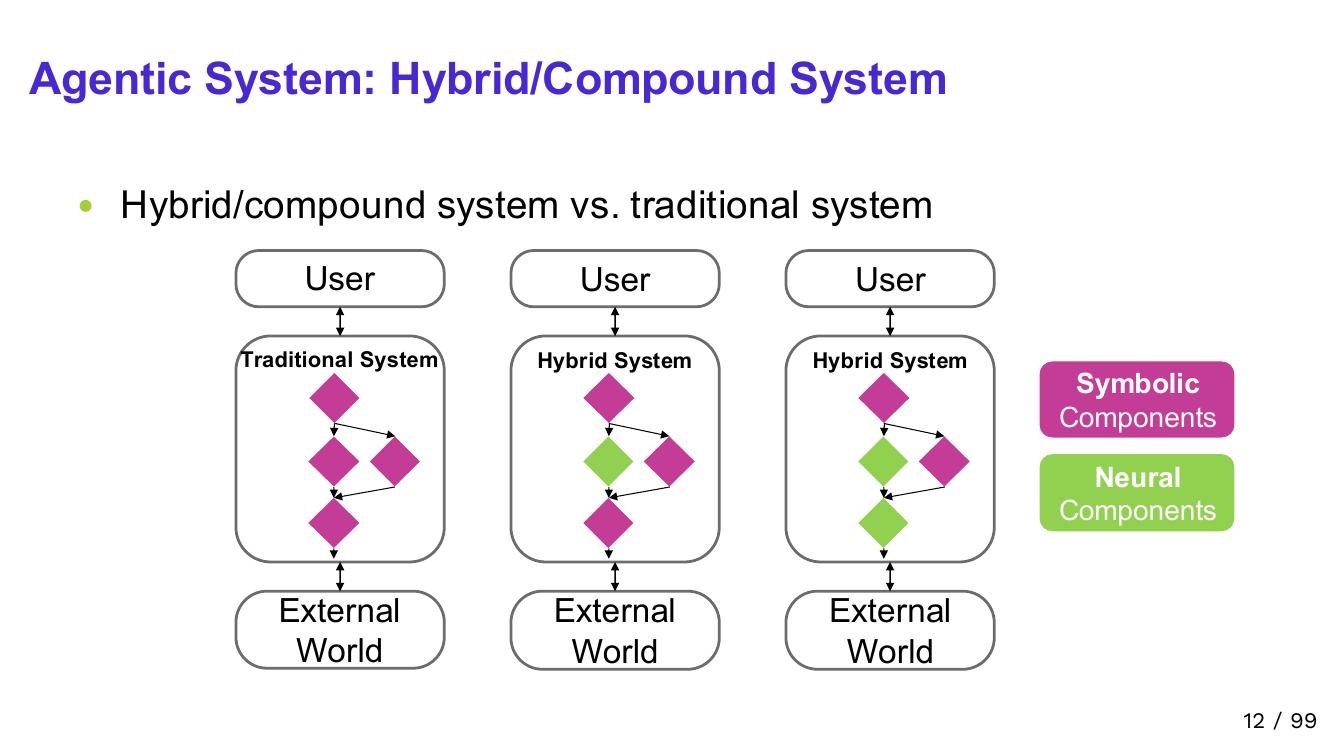 Agentic System: Hybrid/Compound System
• Hybrid/compound system vs. traditional system
User
Traditional System
External
World
User
Hybrid System
External
World
User
Hybrid System
External
World
Symbolic
Components
Neural
Components
12 / 99